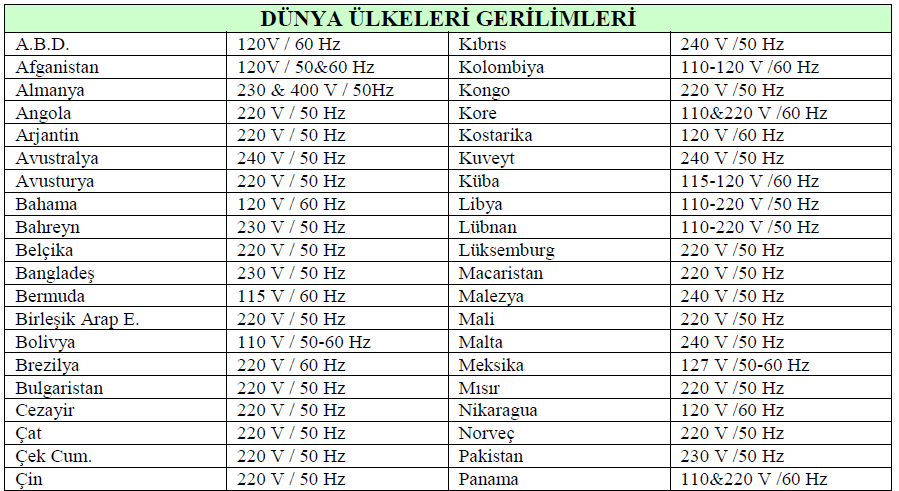 DÜNYA ÜLKELERİ GERİLİMLERİ
A.B.D. 120V / 60 Hz Kıbrıs 240 V /50 Hz
Afganistan 120V / 50&60 Hz Kolombiya 110-120 V /60 Hz
Almanya 230 & 400 V / 50Hz Kongo 220 V /50 Hz
Angola 220 V / 50 Hz Kore 110&220 V /60 Hz
Arjantin 220 V / 50 Hz Kostarika 120 V /60 Hz
Avustralya 240 V / 50 Hz Kuveyt 240 V /50 Hz
Avusturya 220 V / 50 Hz Küba 115-120 V /60 Hz
Bahama 120 V / 60 Hz Libya 110-220 V /50 Hz
Bahreyn 230 V / 50 Hz Lübnan 110-220 V /50 Hz
Belçika 220 V / 50 Hz Lüksemburg 220 V /50 Hz
Bangladeş 230 V / 50 Hz Macaristan 220 V /50 Hz
Bermuda 115 V / 60 Hz Malezya 240 V /50 Hz
Birleşik Arap E. 220 V / 50 Hz Mali 220 V /50 Hz
Bolivya 110 V / 50-60 Hz Malta 240 V /50 Hz
Brezilya 220 V / 60 Hz Meksika 127 V /50-60 Hz
Bulgaristan 220 V / 50 Hz Mısır 220 V /50 Hz
Cezayir 220 V / 50 Hz Nikaragua 120 V /60 Hz
Çat 220 V / 50 Hz Norveç 220 V /50 Hz
Çek Cum. 220 V / 50 Hz Pakistan 230 V /50 Hz
Çin 220 V / 50 Hz Panama 110&220 V /60 Hz